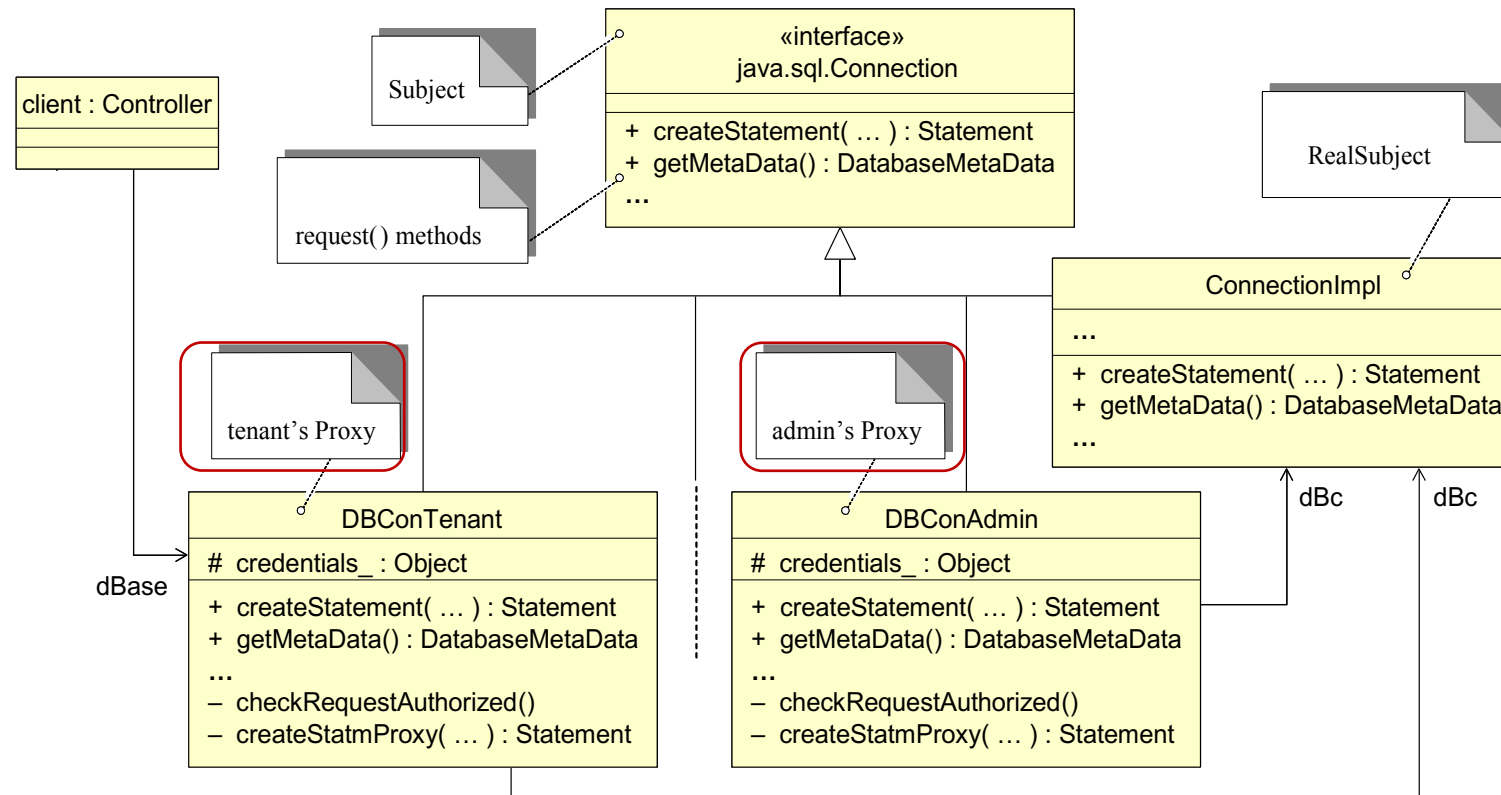 «interface»
java.sql.Connection
+ createStatement( … ) : Statement
+ getMetaData() : DatabaseMetaData
…
Subject
request() methods
client : Controller
RealSubject
ConnectionImpl
…
+ createStatement( … ) : Statement
+ getMetaData() : DatabaseMetaData
…
tenant’s Proxy
admin’s Proxy
dBase
DBConTenant
# credentials_ : Object
+ createStatement( … ) : Statement
+ getMetaData() : DatabaseMetaData
…
– checkRequestAuthorized()
– createStatmProxy( … ) : Statement
DBConAdmin
# credentials_ : Object
+ createStatement( … ) : Statement
+ getMetaData() : DatabaseMetaData
…
– checkRequestAuthorized()
– createStatmProxy( … ) : Statement
dBc
dBc